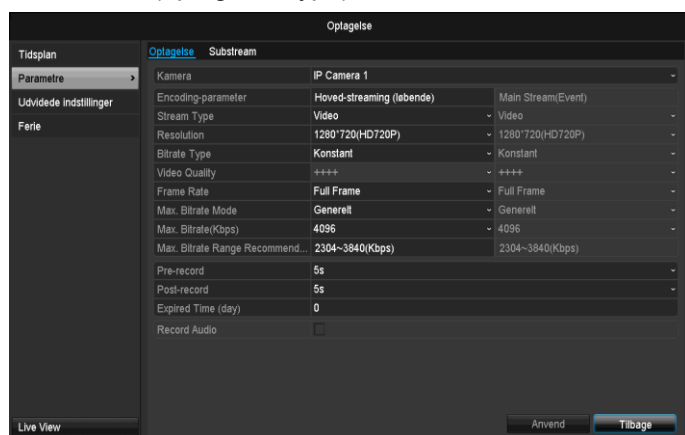 Optagelse
Tidsplan
Parametre >
Udvidede indstillinger
Ferie
Live View
Optagelse Substream
Kamera IP Camera 1
Encoding-parameter Hoved-streaming (løbende) Main Stream(Event)
Stream Type Video Video
Resolution 1280*720(HD720P) 1280*720(HD720P)
Bitrate Type Konstant Konstant
Video Quality ++++ ++++
Frame Rate Full Frame Full Frame
Max. Bitrate Mode Generelt Generelt
Max. Bitrate(Kbps) 4096 4096
Max. Bitrate Range Recommend... 2304~3840(Kbps) 2304~3840(Kbps)
Pre-record 5s
Post-record 5s
Expired Time (day) 0
Record Audio
Anvend Tilbage